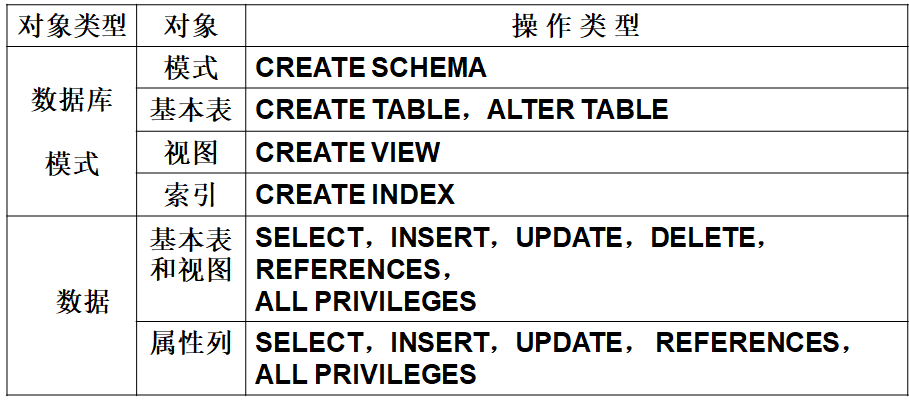 对象类型 对象 操作类型
数据库
模式
模式 CREATE SCHEMA
基本表 CREATE TABLE，ALTER TABLE
视图 CREATE VIEW
索引 CREATE INDEX
数据
基本表
和视图
SELECT，INSERT，UPDATE，DELETE，
REFERENCES，
ALL PRIVILEGES
属性列
SELECT，INSERT，UPDATE， REFERENCES，
ALL PRIVILEGES